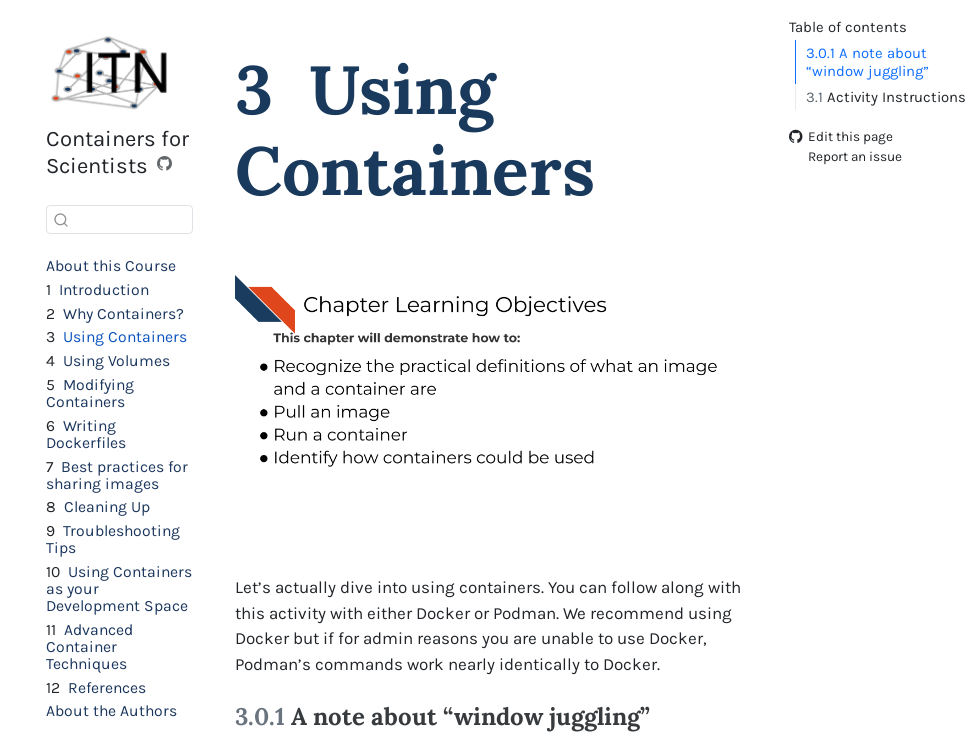 ITN
Containers for
Scientists
About this Course
1 Introduction
2 Why Containers?
3 Using Containers
4 Using Volumes
5 Modifying
Containers
6 Writing
Dockerfiles
7 Best practices for
sharing images
8 Cleaning Up
9 Troubleshooting
Tips
10 Using Containers
as your
Development Space
11 Advanced
Container
Techniques
12 References
About the Authors
3 Using
Containers
Chapter Learning Objectives
This chapter will demonstrate how to:
● Recognize the practical definitions of what an image
and a container are
● Pull an image
● Run a container
● Identify how containers could be used
Let’s actually dive into using containers. You can follow along with
this activity with either Docker or Podman. We recommend using
Docker but if for admin reasons you are unable to use Docker,
Podman’s commands work nearly identically to Docker.
3.0.1 A note about “window juggling”
Table of contents
3.0.1 A note about
“window juggling”
3.1 Activity Instructions
Edit this page
Report an issue